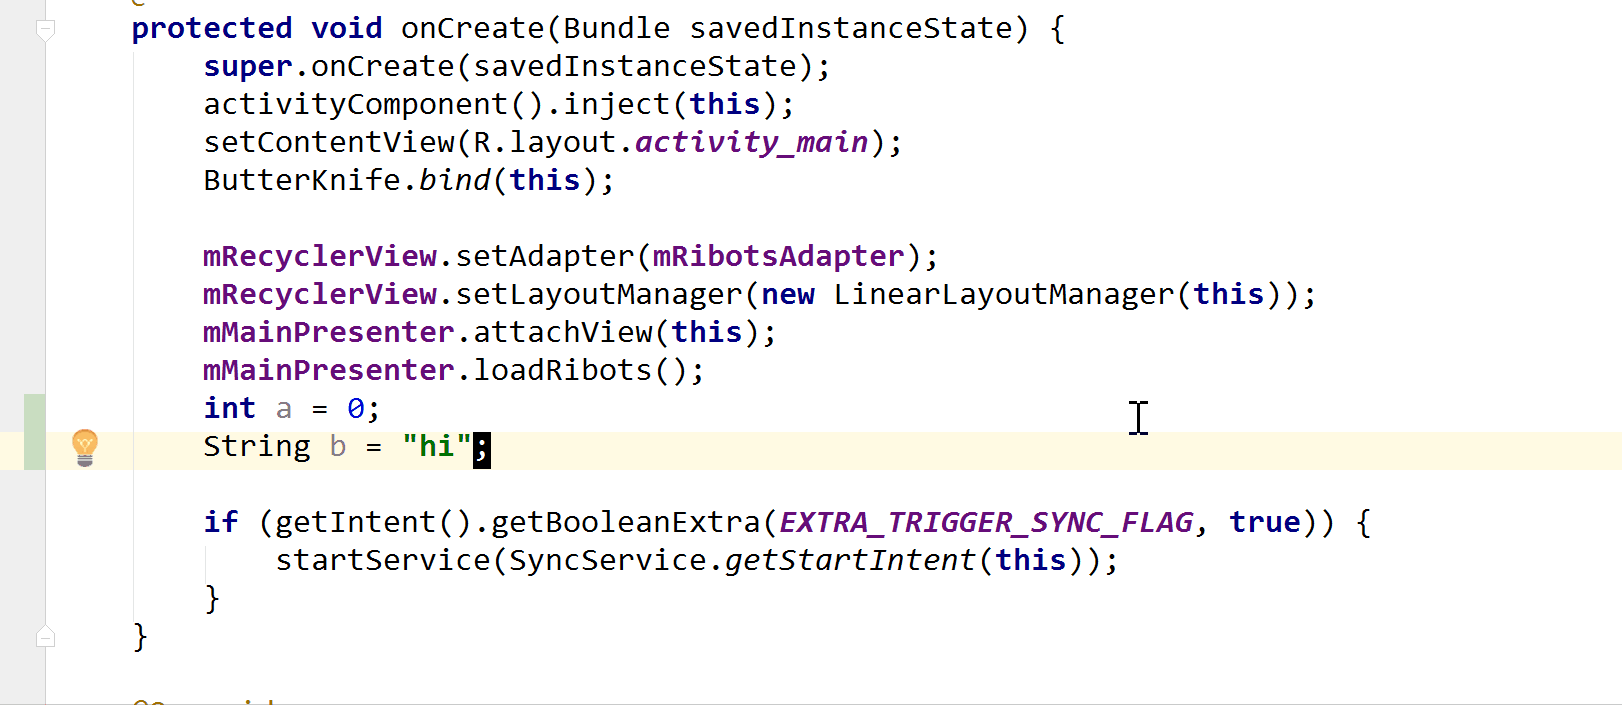 protected void onCreate(Bundle savedInstanceState) {
super.onCreate(savedInstanceState);
activityComponent().inject(this);
setContentView(R.layout.activity_main);
ButterKnife.bind(this);
mRecyclerView.setAdapter(mRibotsAdapter);
mRecyclerView.setLayoutManager(new LinearLayoutManager(this));
mMainPresenter.attachView(this);
mMainPresenter.loadRibots();
int a = 0;
String b = "hi";
if (getIntent().getBooleanExtra(EXTRA_TRIGGER_SYNC_FLAG, true)) {
startService(SyncService.getStartIntent(this));
}
}